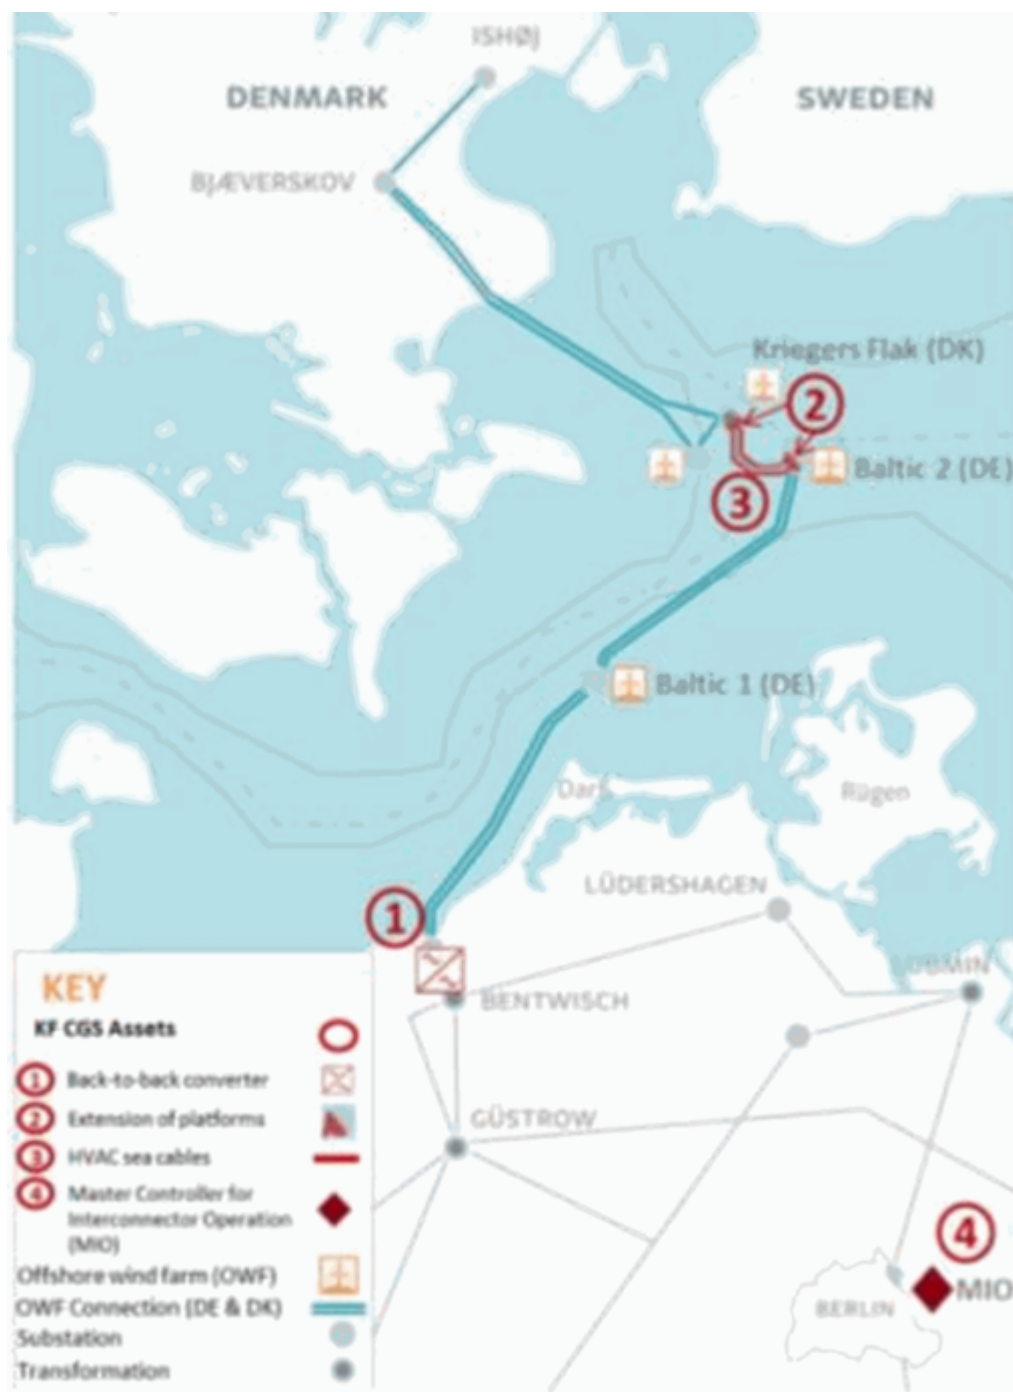 ISHØJ
DENMARK
SWEDEN
BJÆVERSKOV
Kriegers Flak (DK)
2
Baltic 2 (DE)
3
Baltic 1 (DE)
Darß
Rügen
LÜDERSHAGEN
1
LUBMIN
BENTWISCH
GÜSTROW
4
MIO
BERLIN
KEY
KF CGS Assets
1 Back-to-back converter
2 Extension of platforms
3 HVAC sea cables
4 Master Controller for
Interconnector Operation
(MIO)
Offshore wind farm (OWF)
OWF Connection (DE & DK)
Substation
Transformation